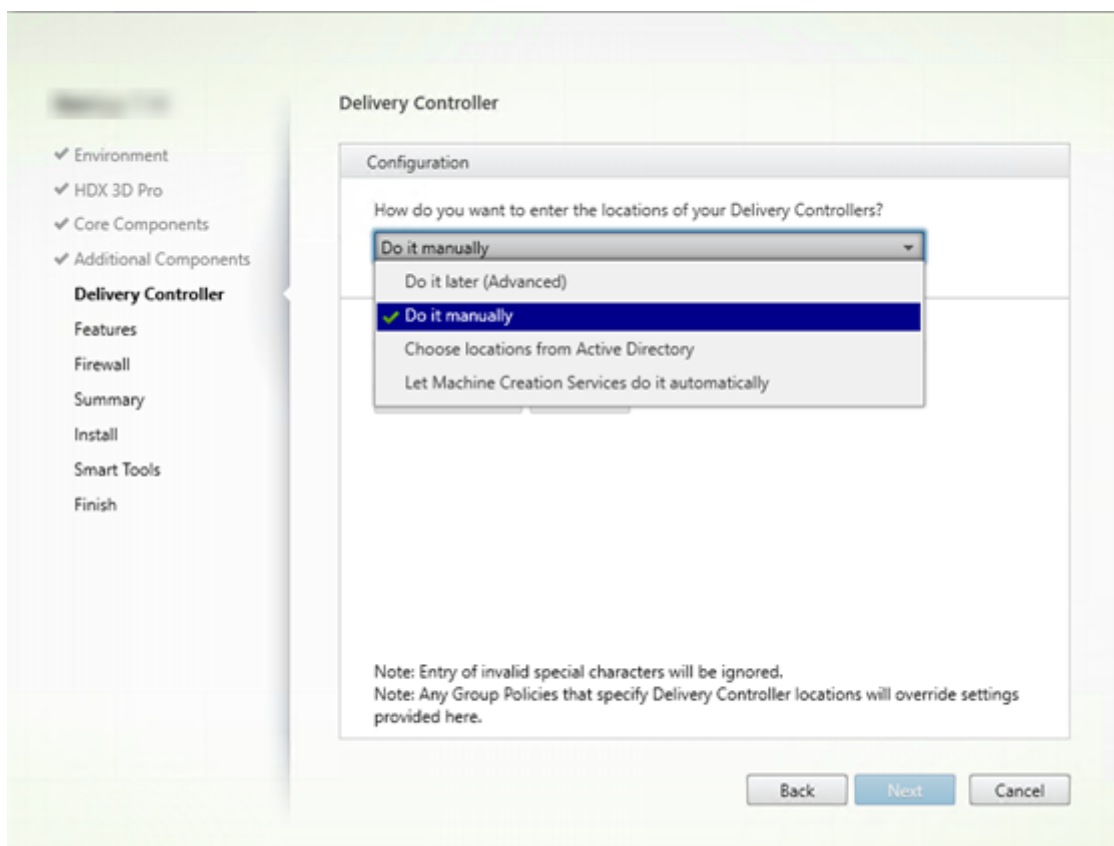 Delivery Controller
Environment
HDX 3D Pro
Core Components
Additional Components
Delivery Controller
Features
Firewall
Summary
Install
Smart Tools
Finish
Configuration
How do you want to enter the locations of your Delivery Controllers?
Do it manually
Do it later (Advanced)
Do it manually
Choose locations from Active Directory
Let Machine Creation Services do it automatically
Note: Entry of invalid special characters will be ignored.
Note: Any Group Policies that specify Delivery Controller locations will override settings
provided here.
Back
Next
Cancel